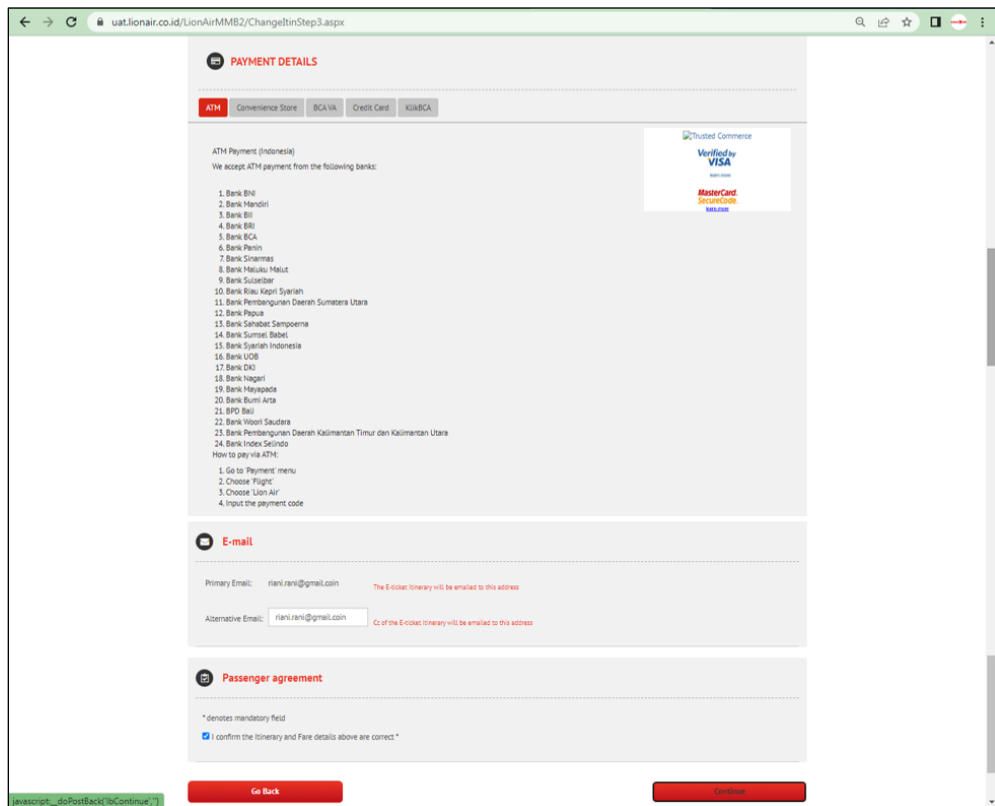 uat.lionair.co.id/LionAirMMB2/ChangeItinStep3.aspx
PAYMENT DETAILS
ATM Convenience Store BCA VA Credit Card KlikBCA
Trusted Commerce
Verified by
VISA
learn more
MasterCard.
SecureCode.
learn more
ATM Payment (Indonesia)
We accept ATM payment from the following banks:
1. Bank BNI
2. Bank Mandiri
3. Bank BII
4. Bank BRI
5. Bank BCA
6. Bank Panin
7. Bank Sinarmas
8. Bank Maluku Malut
9. Bank Sulselbar
10. Bank Riau Kepri Syariah
11. Bank Pembangunan Daerah Sumatera Utara
12. Bank Papua
13. Bank Sahabat Sampoerna
14. Bank Sumsel Babel
15. Bank Syariah Indonesia
16. Bank UOB
17. Bank DKI
18. Bank Nagari
19. Bank Mayapada
20. Bank Bumi Arta
21. BPD Bali
22. Bank Woori Saudara
23. Bank Pembangunan Daerah Kalimantan Timur dan Kalimantan Utara
24. Bank Index Selindo
How to pay via ATM:
1. Go to 'Payment' menu
2. Choose 'Flight'
3. Choose 'Lion Air'
4. Input the payment code
E-mail
Primary Email: riani.rani@gmail.coin The E-ticket Itinerary will be emailed to this address
Alternative Email: riani.rani@gmail.coin Cc of the E-ticket Itinerary will be emailed to this address
Passenger agreement
* denotes mandatory field
I confirm the Itinerary and Fare details above are correct *
Go Back Continue
javascript:__doPostBack('lbContinue','')